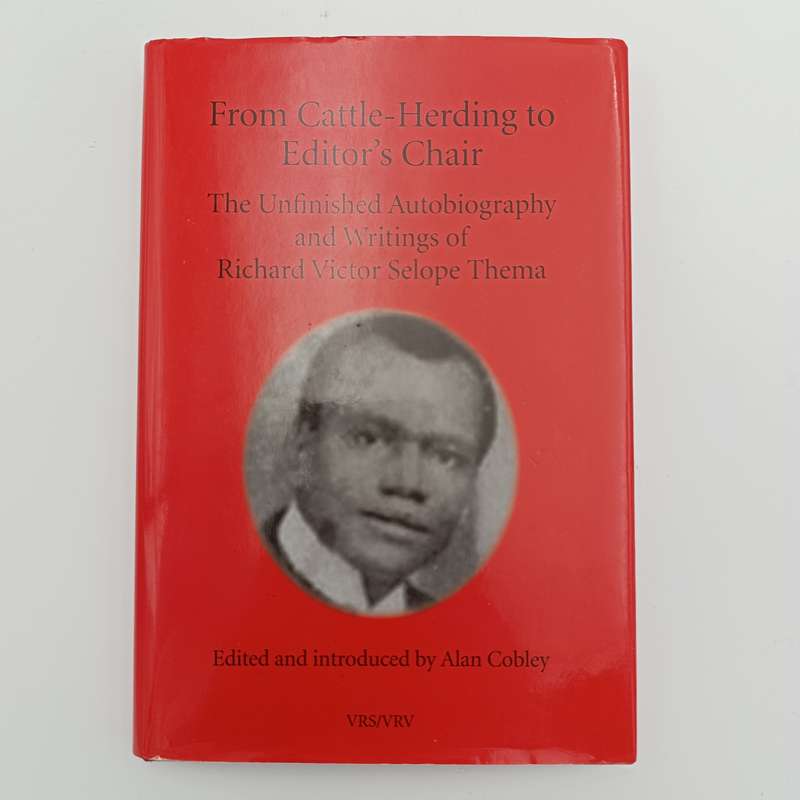 From Cattle-Herding to
Editor's Chair
The Unfinished Autobiography
and Writings of
Richard Victor Selope Thema
Edited and introduced by Alan Cobley
VRS/VRV